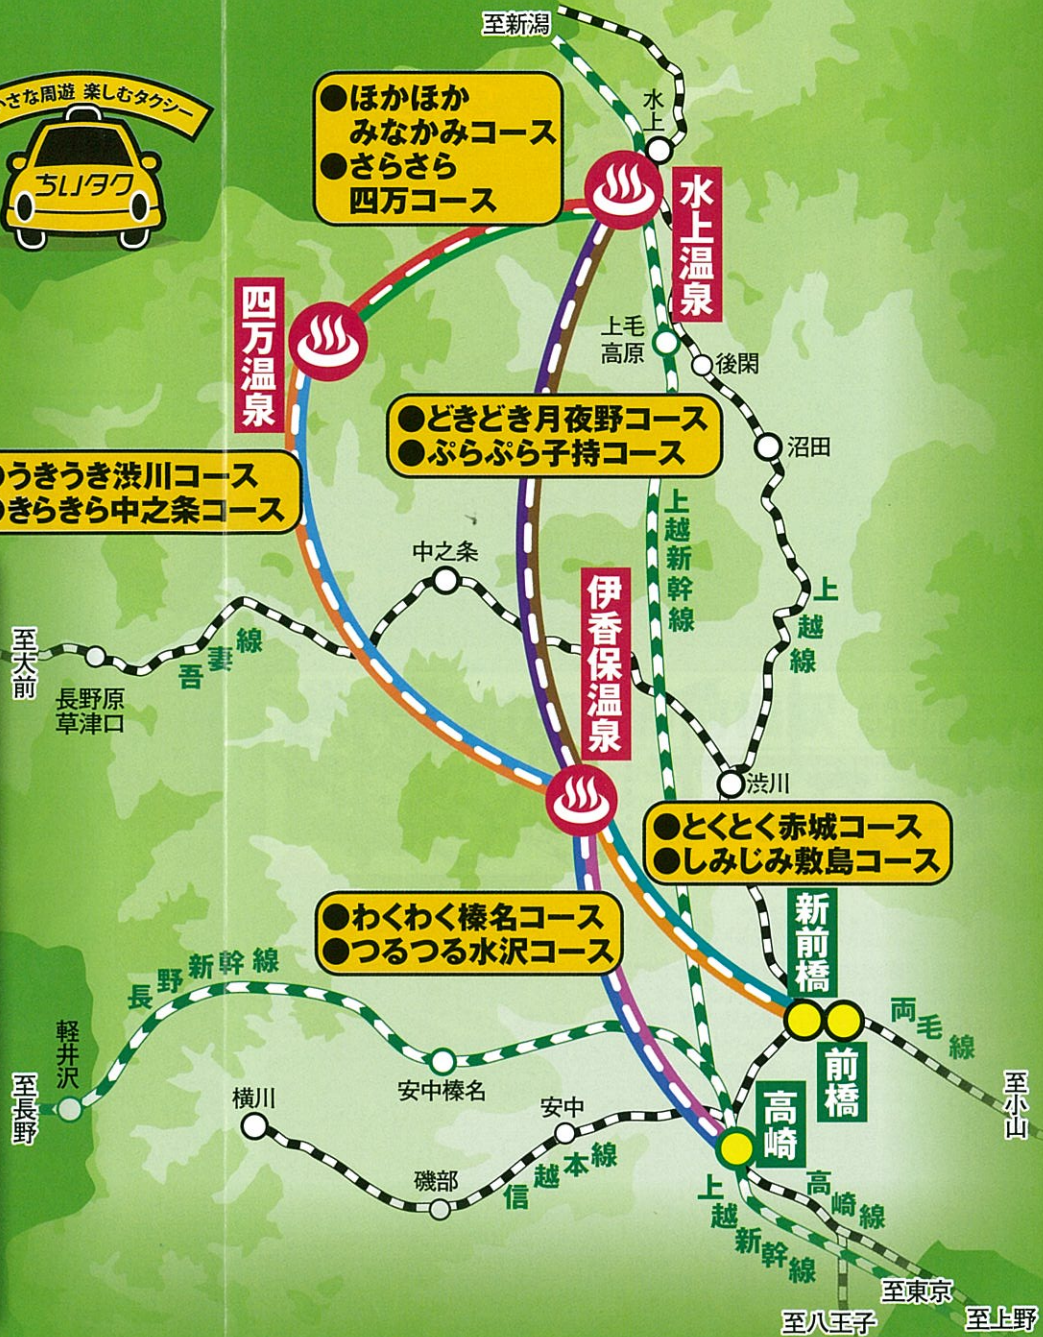 至新潟
さな周遊 楽しむタクシー
ちいタク
●ほかほか
みなかみコース
●さらさら
四万コース
水上
水上温泉
四万温泉
上毛
高原
後閑
●どきどき月夜野コース
●ぷらぷら子持コース
沼田
●うきうき渋川コース
●きらきら中之条コース
上越新幹線
中之条
伊香保温泉
上越線
至大前
吾妻線
長野原
草津口
渋川
●とくとく赤城コース
●しみじみ敷島コース
●わくわく榛名コース
●つるつる水沢コース
新前橋
長野新幹線
両毛線
軽井沢
前橋
至長野
安中榛名
至小山
横川
安中
高崎
磯部
信越本線
高崎線
上越新幹線
至東京
至八王子
至上野